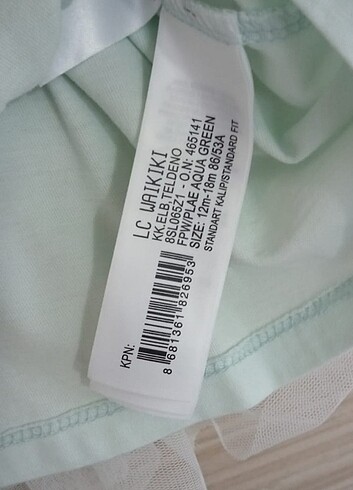 LC WAIKIKI
KK.ELB.TELDENO
8SL065Z1 - O.N: 465141
FPW/PLAE AQUA GREEN
SIZE: 12m-18m 86/53A
STANDART KALIP/STANDARD FIT
KPN:
8 681361 826953